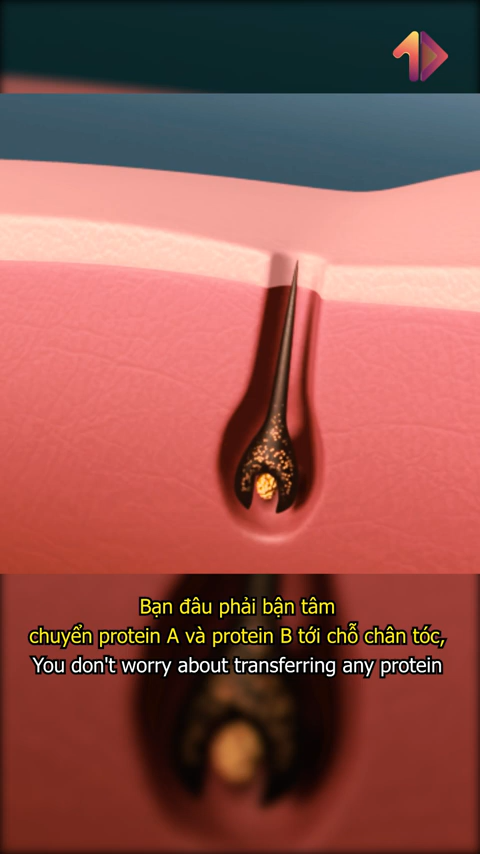 Bạn đâu phải bận tâm
chuyển protein A và protein B tới chỗ chân tóc,
You don't worry about transferring any protein